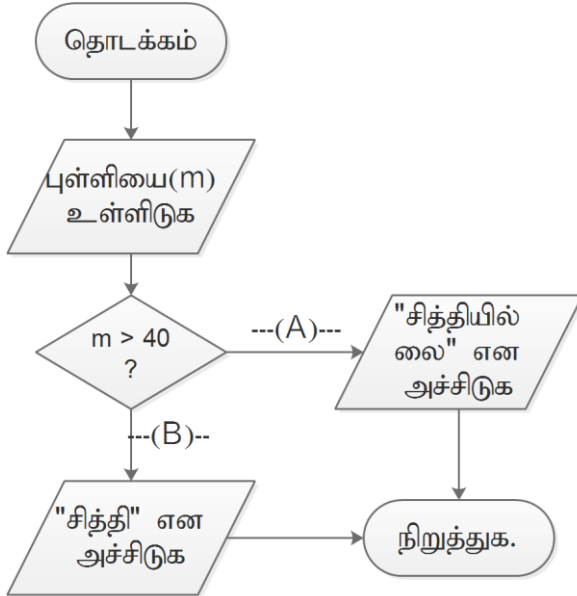 தொடக்கம்
புள்ளியை(m)
உள்ளிடுக
m > 40
?
---(A)---
"சித்தியில்
லை" என
அச்சிடுக
---(B)--
"சித்தி" என
அச்சிடுக
நிறுத்துக.